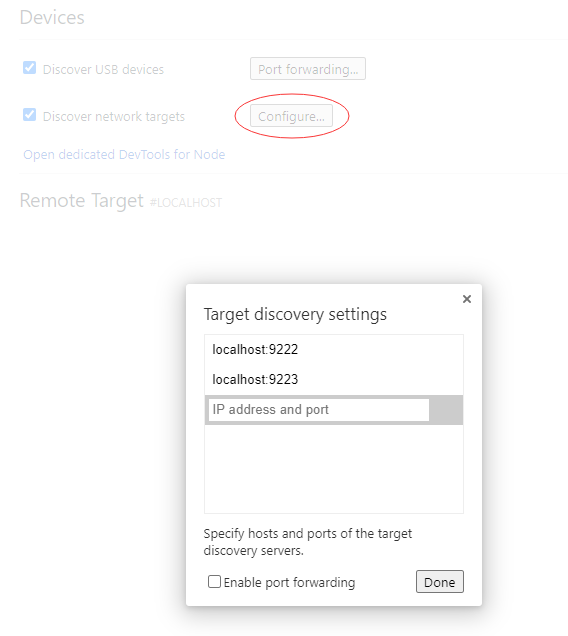 Devices
Discover USB devices Port forwarding...
Discover network targets Configure...
Open dedicated DevTools for Node
Remote Target #LOCALHOST
×
Target discovery settings
localhost:9222
localhost:9223
IP address and port
Specify hosts and ports of the target
discovery servers.
Enable port forwarding Done